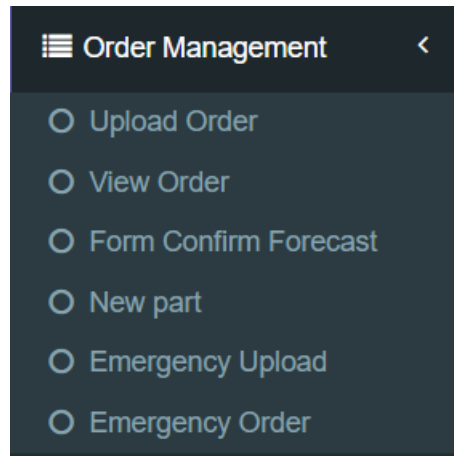 Order Management
Upload Order
View Order
Form Confirm Forecast
New part
Emergency Upload
Emergency Order